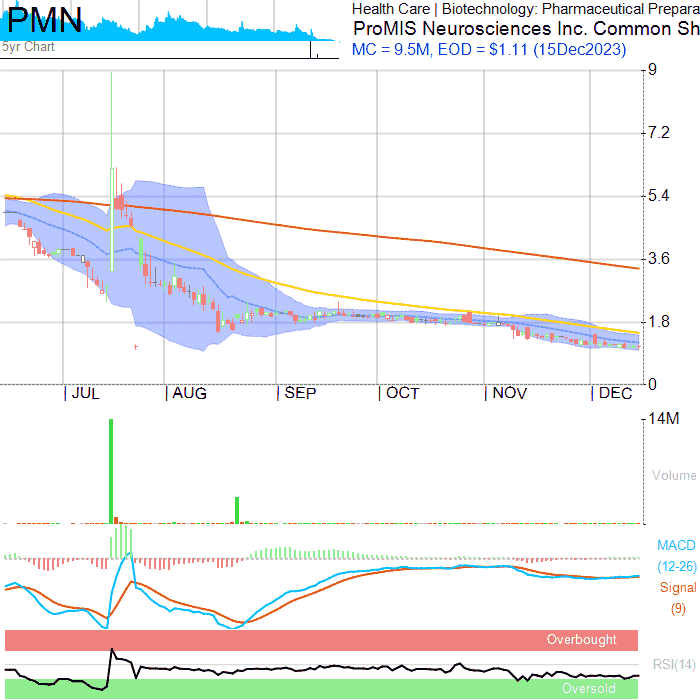 PMN
5yr Chart
Health Care | Biotechnology: Pharmaceutical Prepara
ProMIS Neurosciences Inc. Common Sh
MC = 9.5M, EOD = $1.11 (15Dec2023)
9
7.2
5.4
3.6
1.8
0
JUL AUG SEP OCT NOV DEC
14M
Volume
MACD
(12-26)
Signal
(9)
Overbought
RSI(14)
Oversold